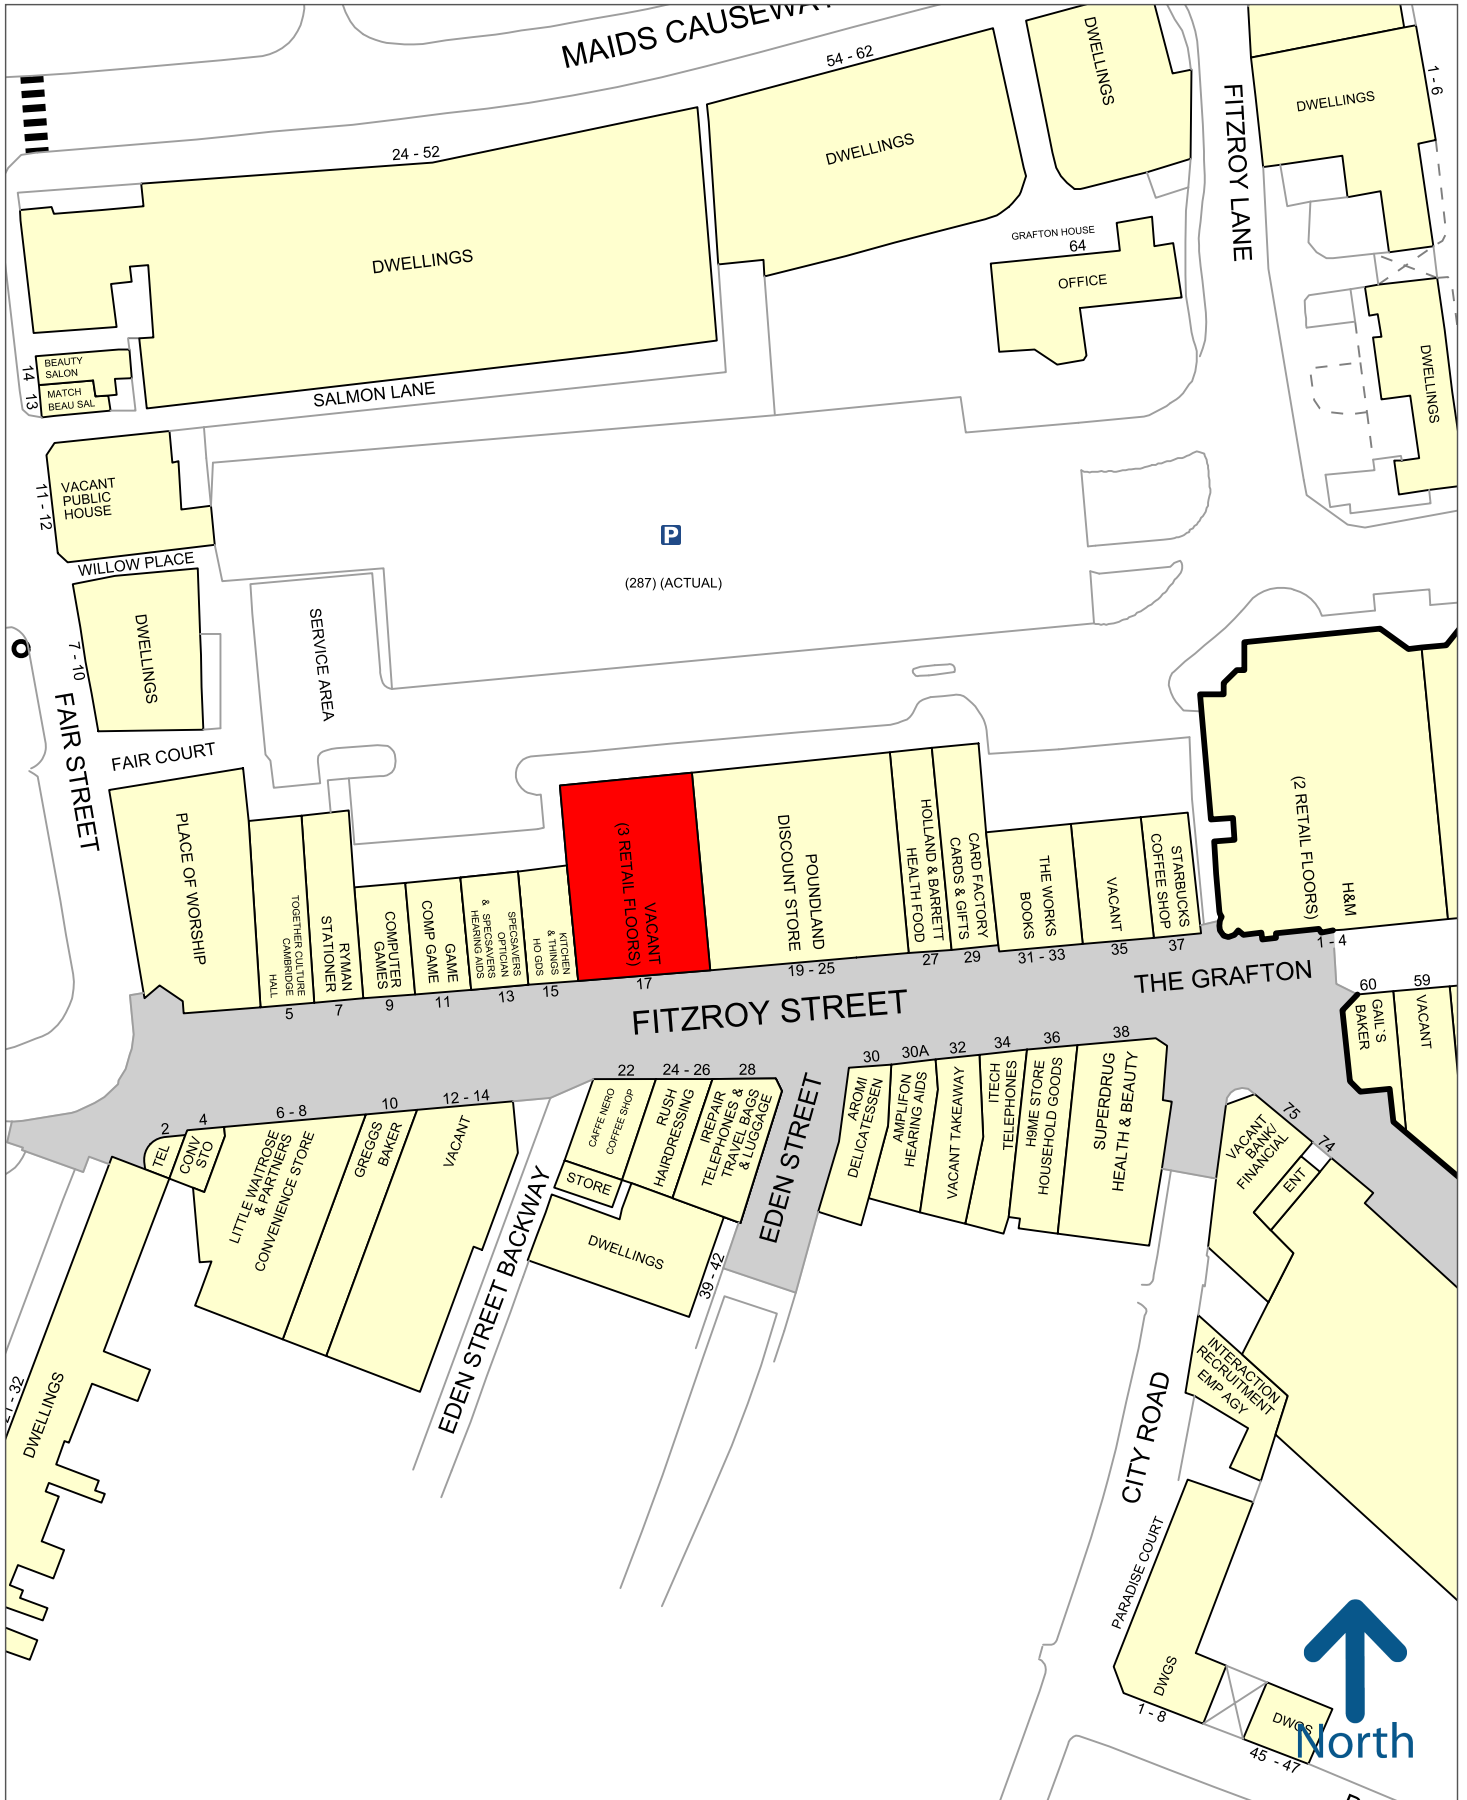 MAIDS CAUSEWAY
54 - 62
DWELLINGS
DWELLINGS
1 - 6
FITZROY LANE
DWELLINGS
24 - 52
DWELLINGS
GRAFTON HOUSE
64
OFFICE
DWELLINGS
BEAUTY
SALON
14
MATCH
BEAU SAL
13
SALMON LANE
11 - 12
VACANT
PUBLIC
HOUSE
P
(287) (ACTUAL)
WILLOW PLACE
7 - 10
DWELLINGS
SERVICE AREA
FAIR STREET
FAIR COURT
PLACE OF WORSHIP
TOGETHER CULTURE
CAMBRIDGE
HALL
5
RYMAN
STATIONER
7
COMPUTER
GAMES
9
GAME
COMP GAME
11
SPECSAVERS
OPTICIAN
& SPECSAVERS
HEARING AIDS
13
KITCHEN
& THINGS
HO GDS
15
VACANT
(3 RETAIL FLOORS)
17
POUNDLAND
DISCOUNT STORE
19 - 25
HOLLAND & BARRETT
HEALTH FOOD
27
CARD FACTORY
CARDS & GIFTS
29
THE WORKS
BOOKS
31 - 33
VACANT
35
STARBUCKS
COFFEE SHOP
37
H&M
(2 RETAIL FLOORS)
1 - 4
THE GRAFTON
FITZROY STREET
60
GAIL`S
BAKER
59
VACANT
2
TEL
4
CONV
STO
6 - 8
LITTLE WAITROSE
& PARTNERS
CONVENIENCE STORE
10
GREGGS
BAKER
12 - 14
VACANT
22
CAFFE NERO
COFFEE SHOP
24 - 26
RUSH
HAIRDRESSING
28
IREPAIR
TELEPHONES &
TRAVEL BAGS
& LUGGAGE
STORE
DWELLINGS
39 - 42
EDEN STREET
EDEN STREET BACKWAY
30
AROMI
DELICATESSEN
30A
AMPLIFON
HEARING AIDS
32
VACANT TAKEAWAY
34
ITECH
TELEPHONES
36
H9ME STORE
HOUSEHOLD GOODS
38
SUPERDRUG
HEALTH & BEAUTY
75
VACANT
BANK/
FINANCIAL
74
ENT
INTERACTION
RECRUITMENT
EMP AGY
CITY ROAD
DWELLINGS
PARADISE COURT
DWGS
1 - 8
DWGS
45 - 47
North